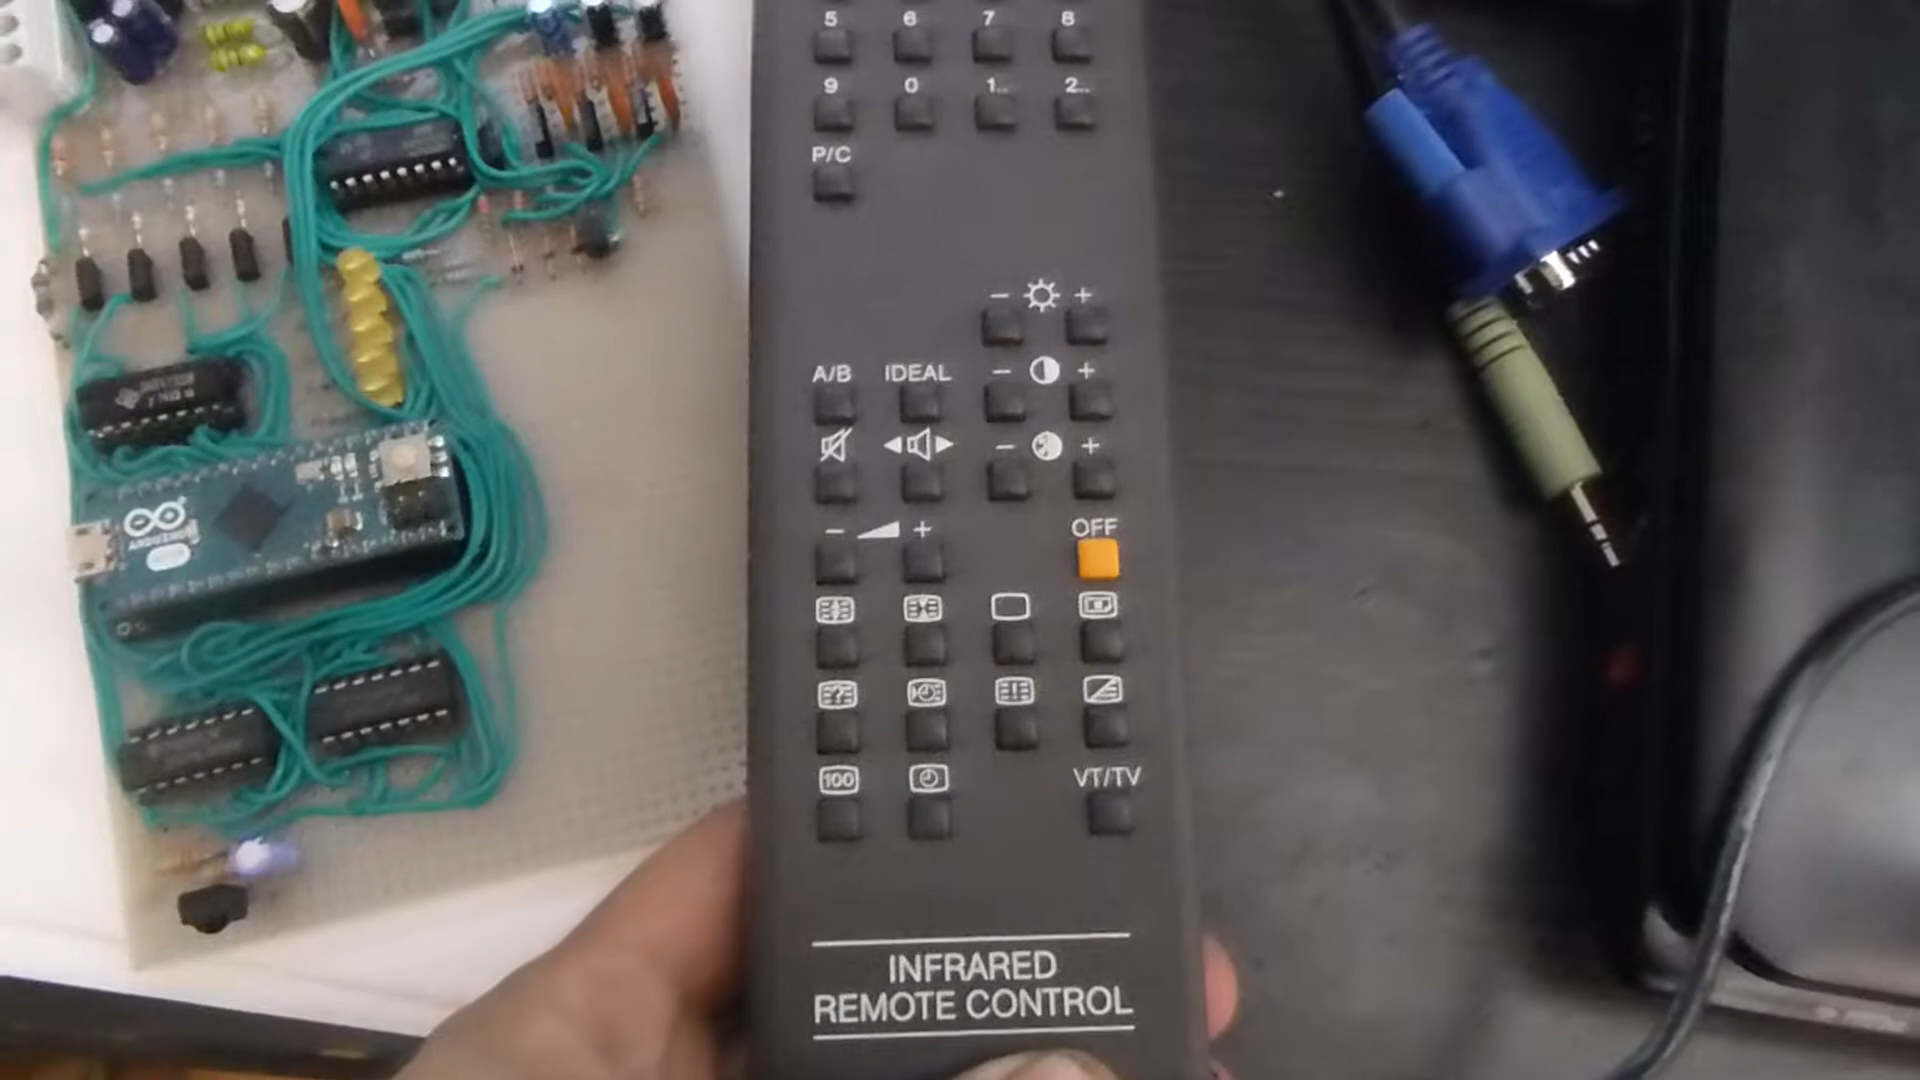 5 6 7 8
9 0 1.. 2..
P/C
- +
A/B IDEAL - +
- +
- + OFF
?
!
100 VT/TV
INFRARED
REMOTE CONTROL